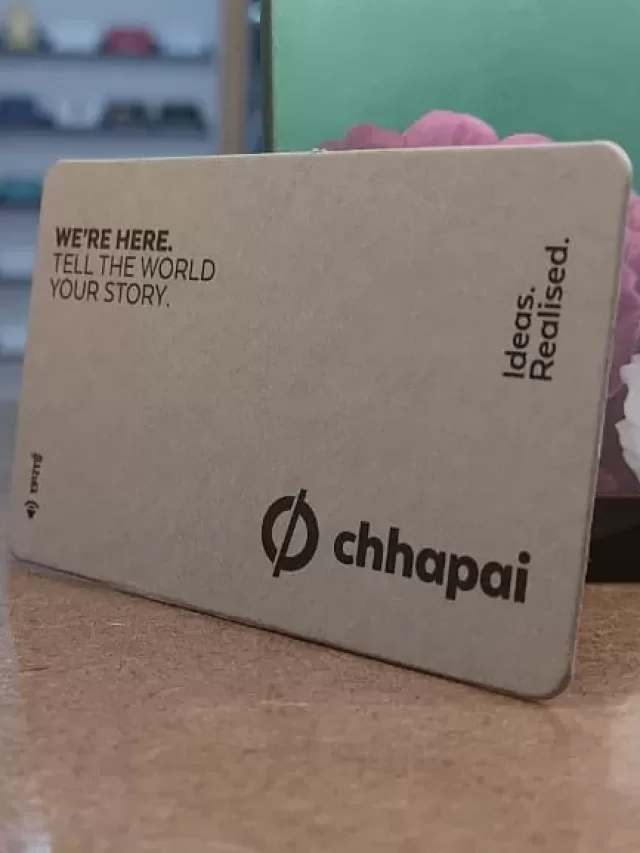 WE'RE HERE.
TELL THE WORLD
YOUR STORY.
Ideas.
Realised.
chhapai